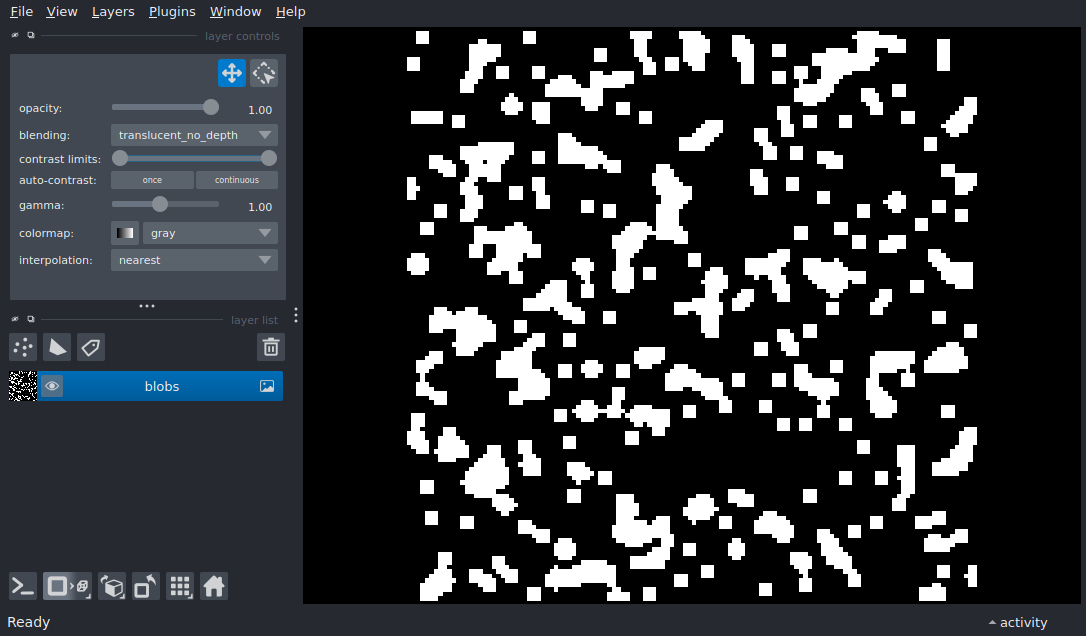 File View Layers Plugins Window Help
layer controls
opacity: 1.00
blending: translucent_no_depth
contrast limits:
auto-contrast: once continuous
gamma: 1.00
colormap: gray
interpolation: nearest
layer list
blobs
Ready activity